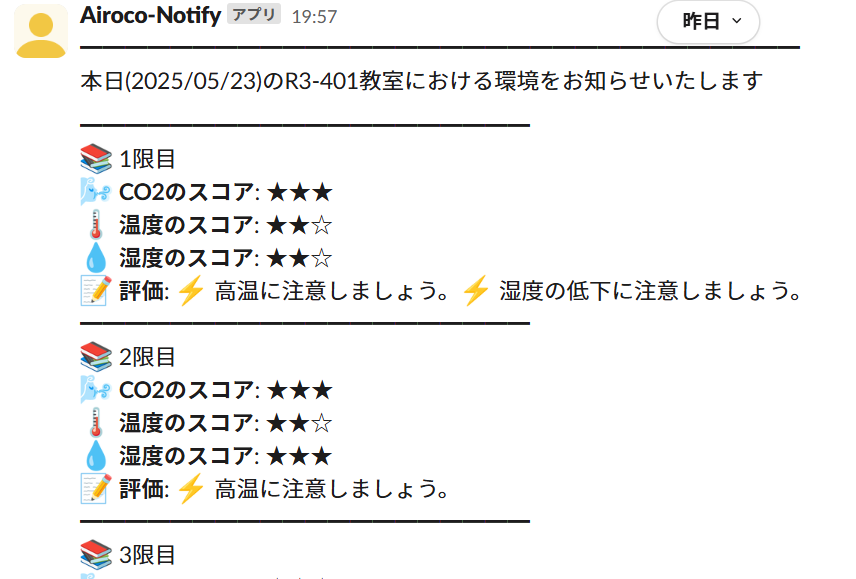 Airoco-Notify アプリ 19:57
昨日
本日(2025/05/23)のR3-401教室における環境をお知らせいたします
📚 1限目
🌬️ CO2のスコア: ★★★
🌡️ 温度のスコア: ★★☆
💧 湿度のスコア: ★★☆
📝 評価: ⚡ 高温に注意しましょう。⚡ 湿度の低下に注意しましょう。
📚 2限目
🌬️ CO2のスコア: ★★★
🌡️ 温度のスコア: ★★☆
💧 湿度のスコア: ★★★
📝 評価: ⚡ 高温に注意しましょう。
📚 3限目